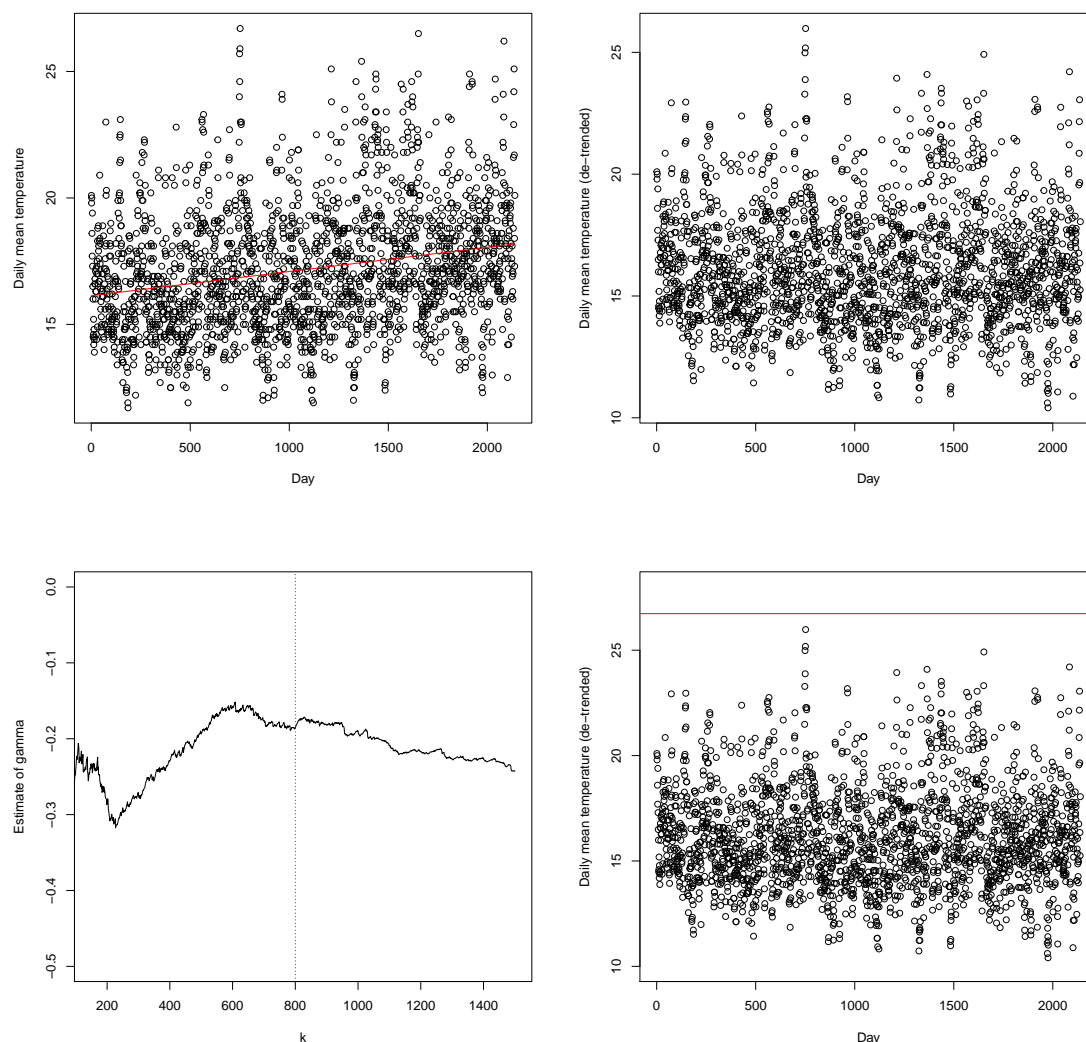 Daily mean temperature
25
20
15
0 500 1000 1500 2000
Day
Daily mean temperature (de−trended)
25
20
15
10
0 500 1000 1500 2000
Day
Estimate of gamma
0.0
−0.1
−0.2
−0.3
−0.4
−0.5
200 400 600 800 1000 1200 1400
k
Daily mean temperature (de−trended)
25
20
15
10
0 500 1000 1500 2000
Day